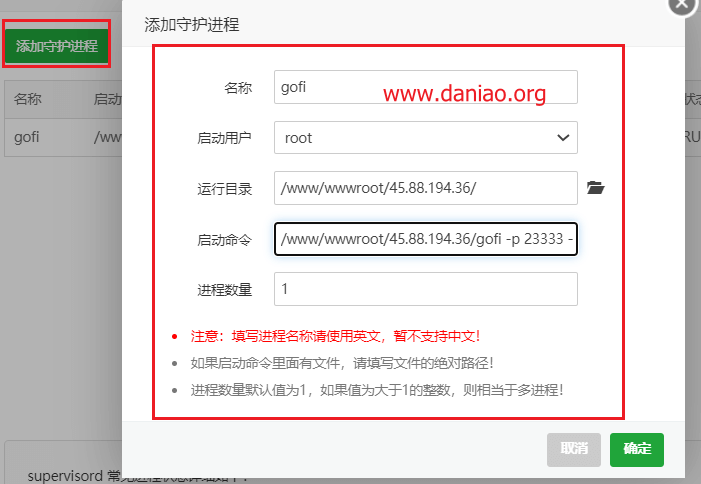 添加守护进程
添加守护进程
名称 gofi
www.daniao.org
启动用户 root
运行目录 /www/wwwroot/45.88.194.36/
启动命令 /www/wwwroot/45.88.194.36/gofi -p 23333 -
进程数量 1
注意：填写进程名称请使用英文，暂不支持中文！
如果启动命令里面有文件，请填写文件的绝对路径！
进程数量默认值为1，如果值为大于1的整数，则相当于多进程！
取消 确定
名称 启动 状态
gofi /ww RU
supervisord